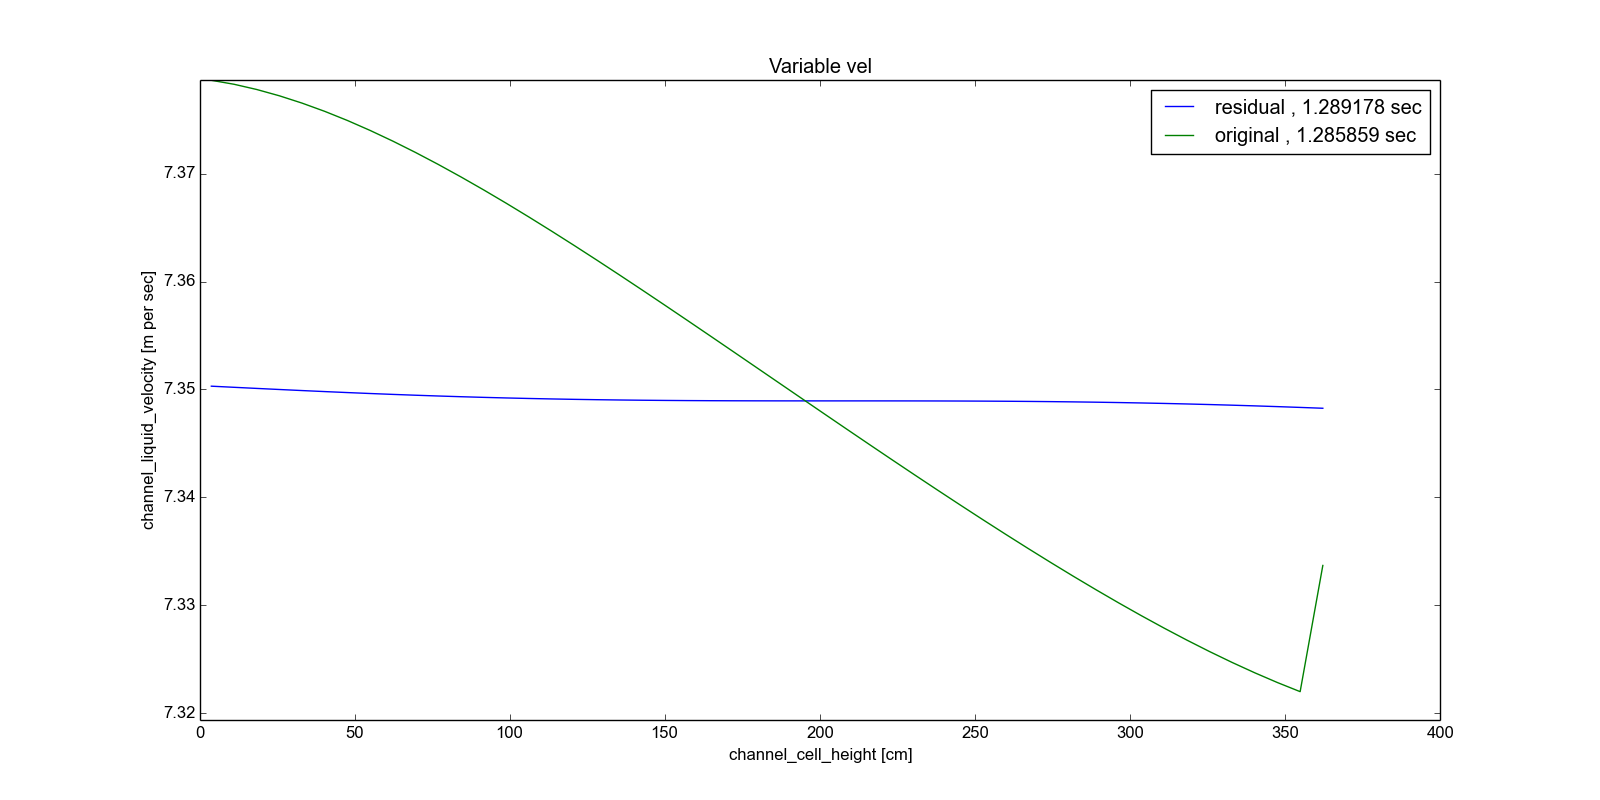 Variable vel
residual , 1.289178 sec
original , 1.285859 sec
channel_liquid_velocity [m per sec]
7.37
7.36
7.35
7.34
7.33
7.32
0 50 100 150 200 250 300 350 400
channel_cell_height [cm]